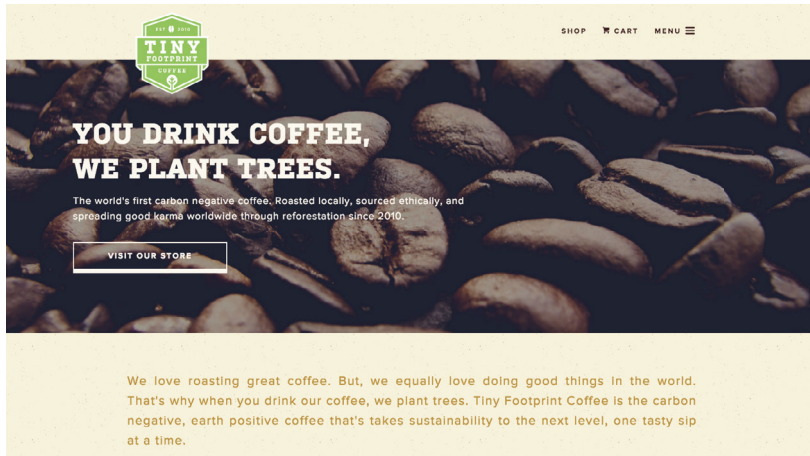 EST 2010
TINY
FOOTPRINT
COFFEE
SHOP CART MENU
YOU DRINK COFFEE,
WE PLANT TREES.
The world's first carbon negative coffee. Roasted locally, sourced ethically, and
spreading good karma worldwide through reforestation since 2010.
VISIT OUR STORE
We love roasting great coffee. But, we equally love doing good things in the world.
That's why when you drink our coffee, we plant trees. Tiny Footprint Coffee is the carbon
negative, earth positive coffee that's takes sustainability to the next level, one tasty sip
at a time.